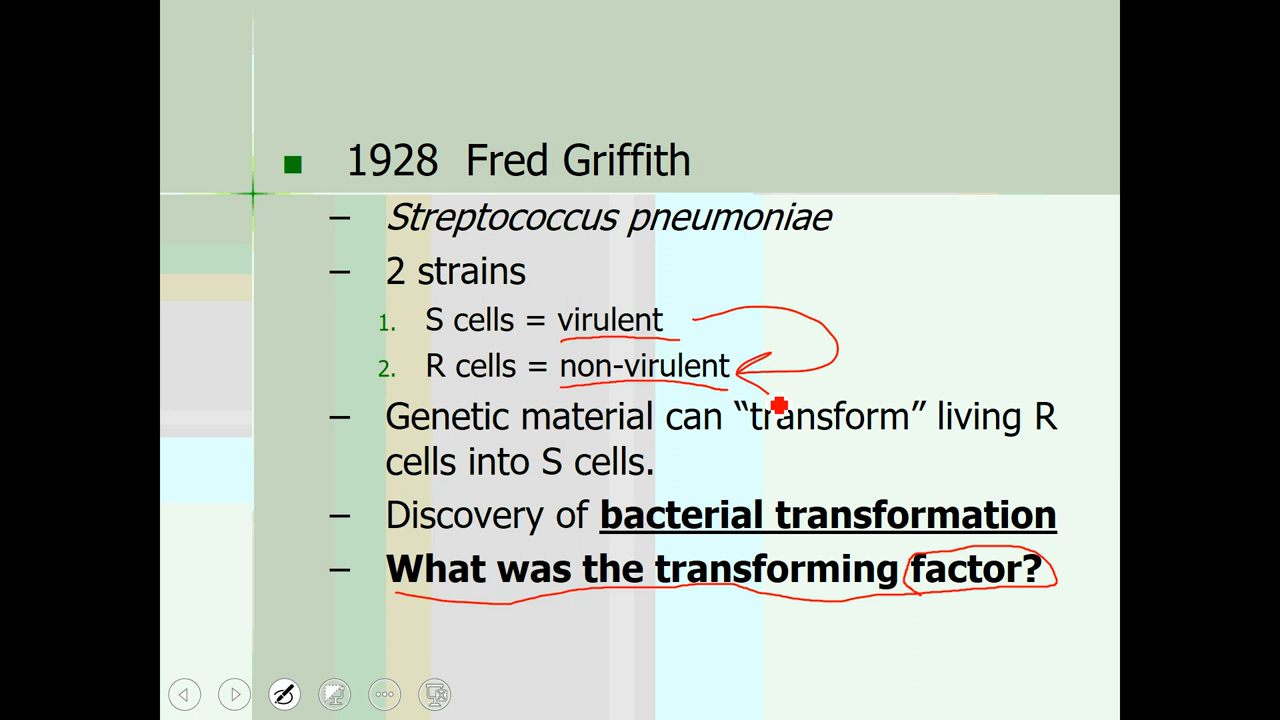 1928 Fred Griffith
– Streptococcus pneumoniae
– 2 strains
1. S cells = virulent
2. R cells = non-virulent
– Genetic material can “transform” living R
cells into S cells.
– Discovery of bacterial transformation
– What was the transforming factor?